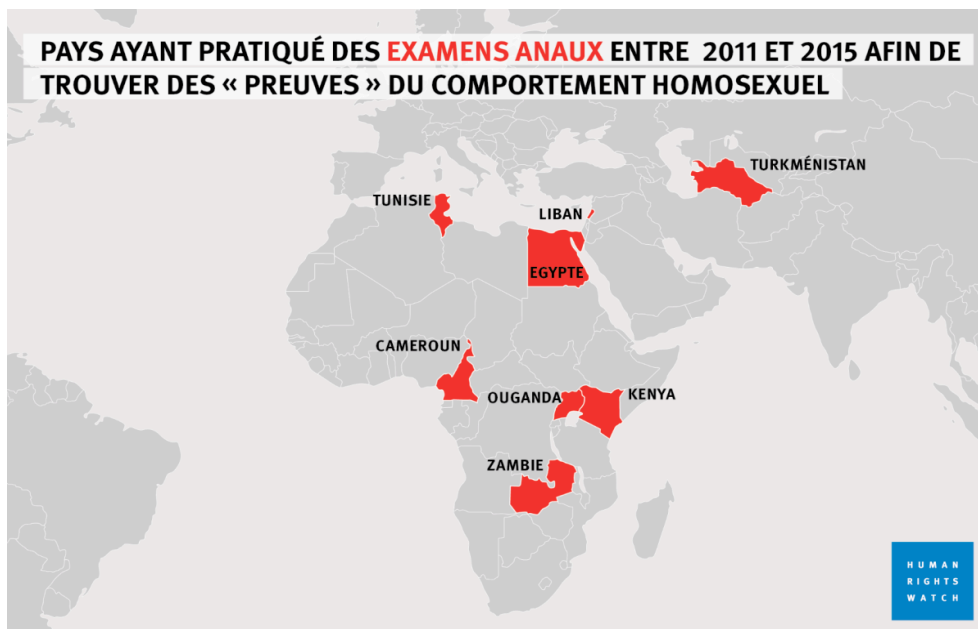 PAYS AYANT PRATIQUÉ DES EXAMENS ANAUX ENTRE 2011 ET 2015 AFIN DE
TROUVER DES « PREUVES » DU COMPORTEMENT HOMOSEXUEL
TURKMÉNISTAN
TUNISIE
LIBAN
EGYPTE
CAMEROUN
OUGANDA
KENYA
ZAMBIE
HUMAN
RIGHTS
WATCH